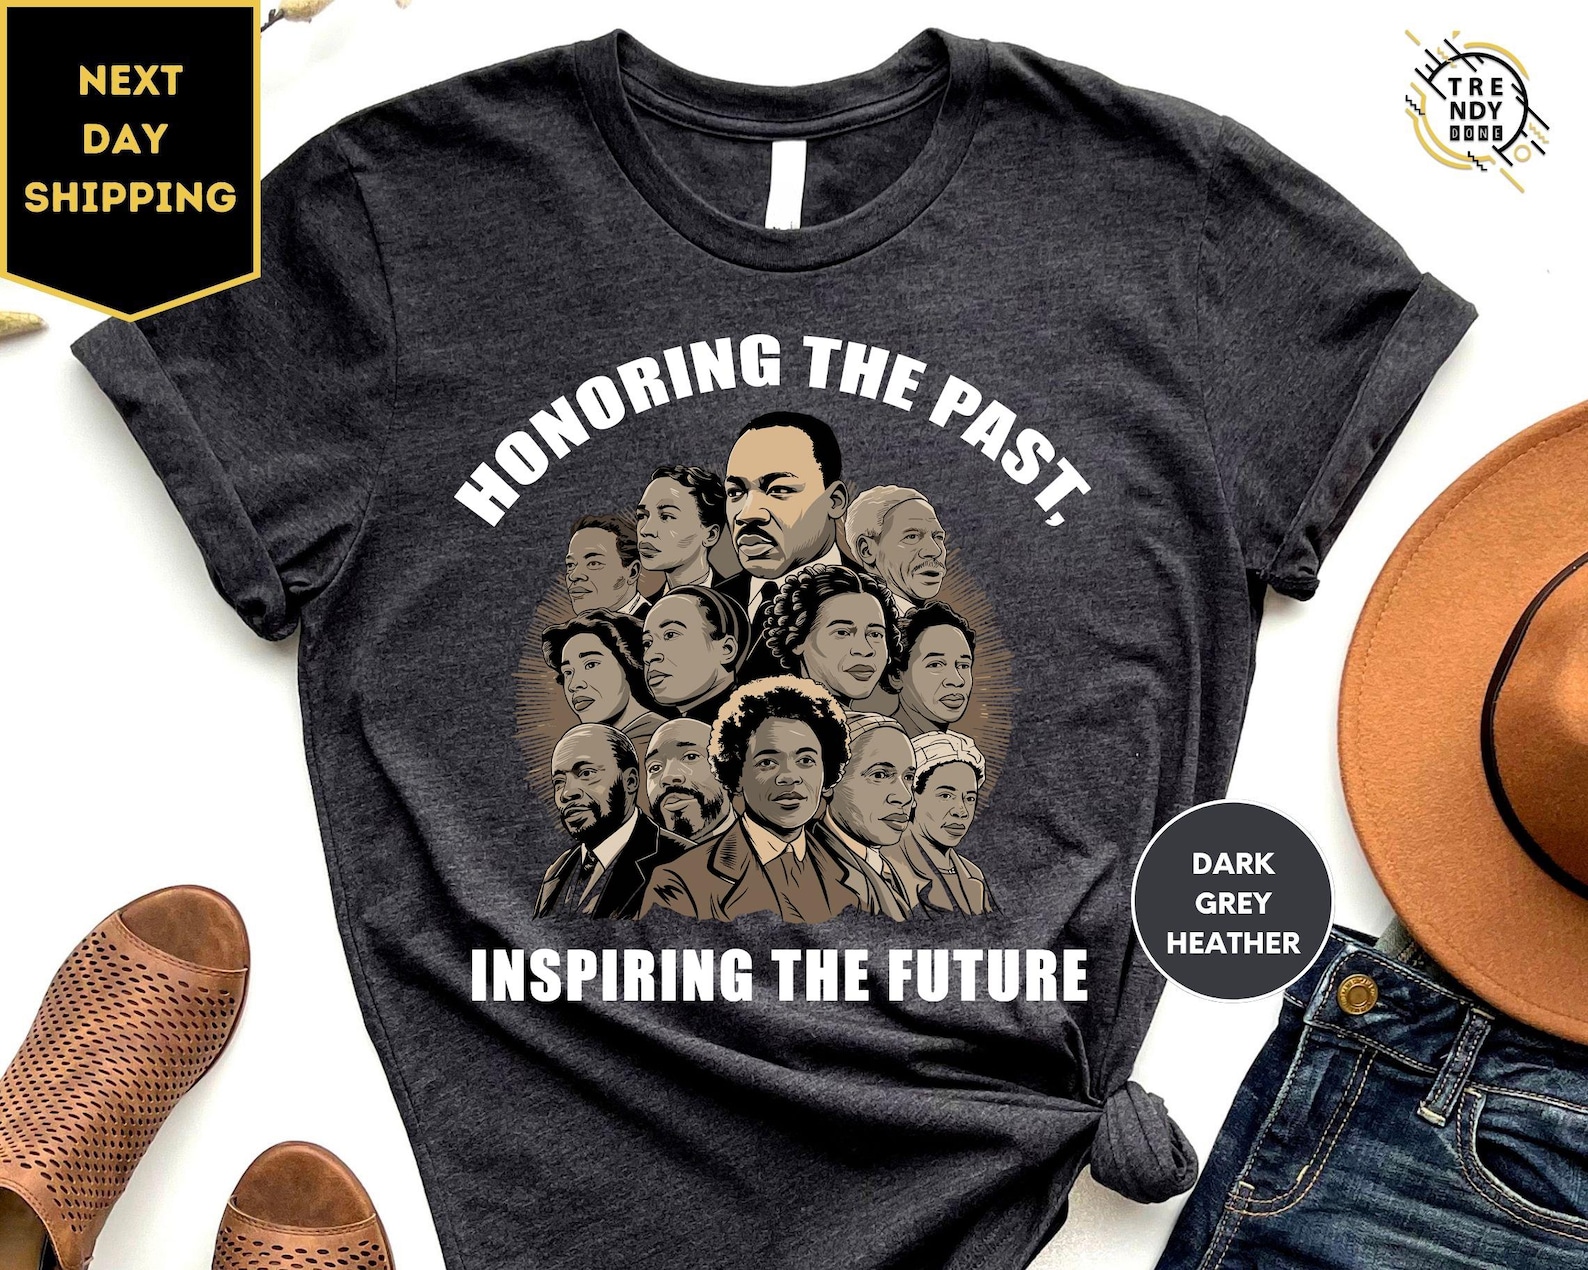 NEXT
DAY
SHIPPING
TRE
NDY
DONE
HONORING THE PAST,
INSPIRING THE FUTURE
DARK
GREY
HEATHER